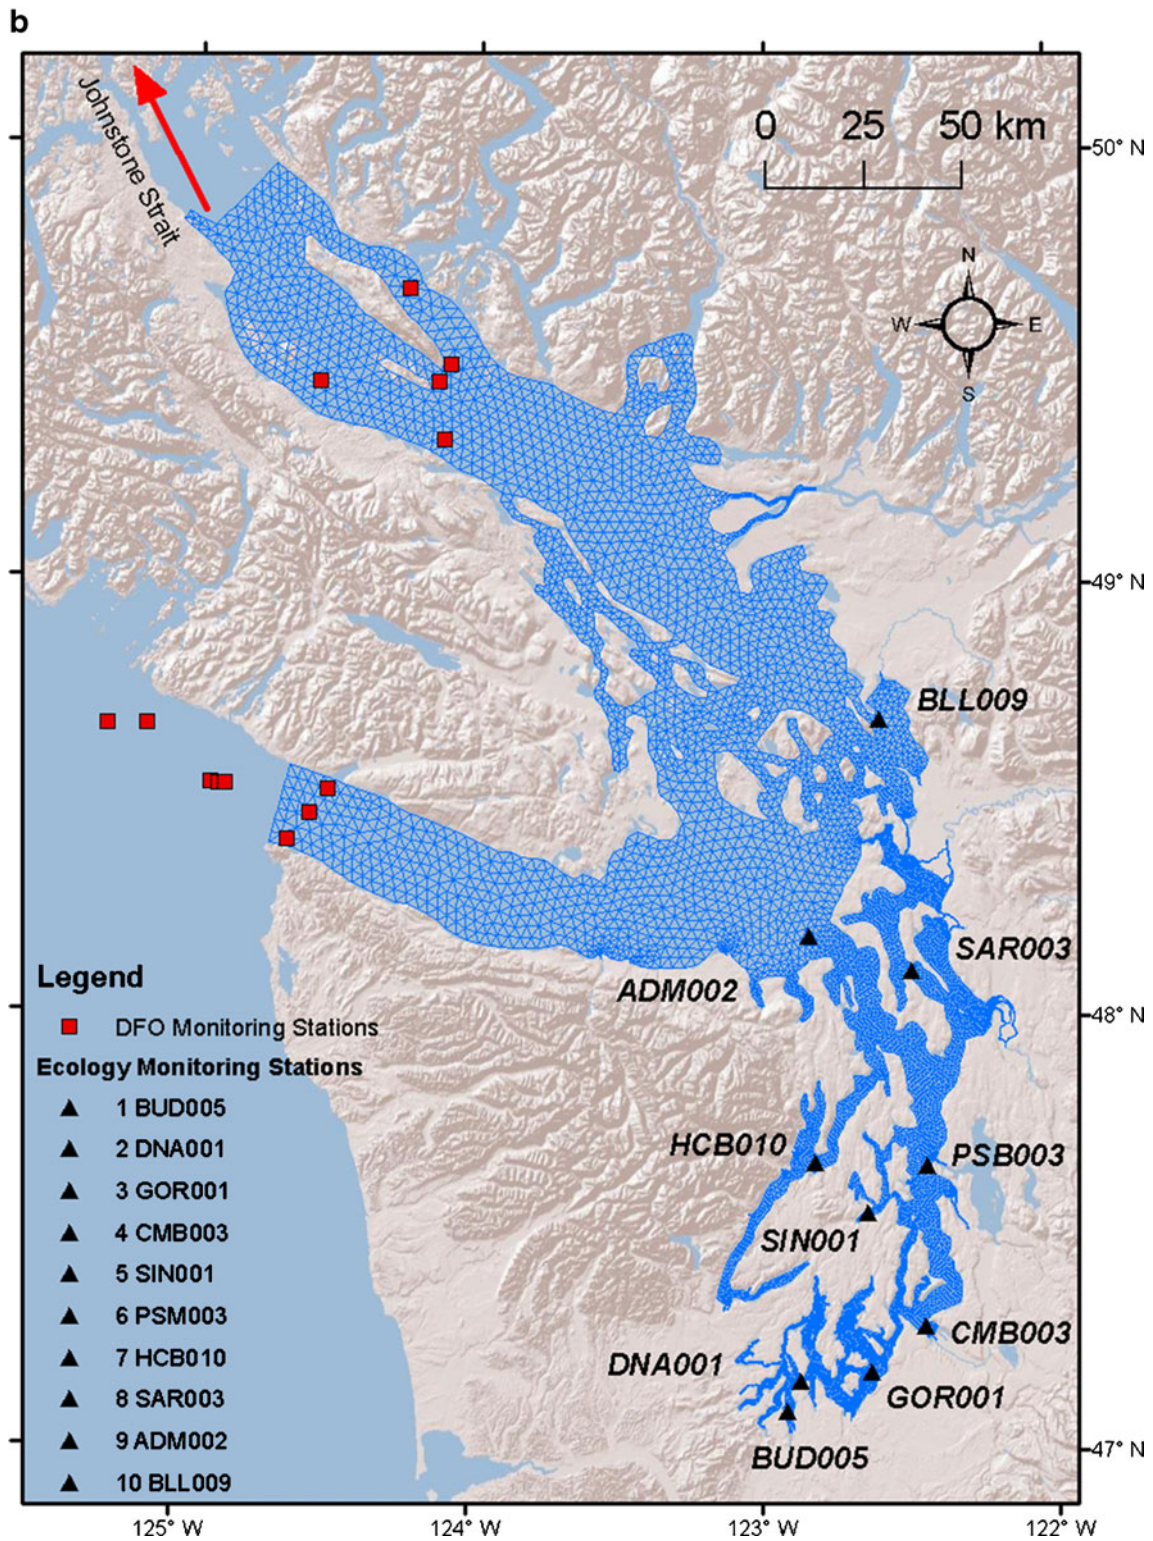 b
Johnstone Strait
0 25 50 km
50° N
N
W E
S
49° N
BLL009
SAR003
ADM002
48° N
Legend
DFO Monitoring Stations
Ecology Monitoring Stations
1 BUD005
2 DNA001
3 GOR001
4 CMB003
5 SIN001
6 PSM003
7 HCB010
8 SAR003
9 ADM002
10 BLL009
HCB010
PSB003
SIN001
CMB003
DNA001
GOR001
BUD005
47° N
125° W 124° W 123° W 122° W